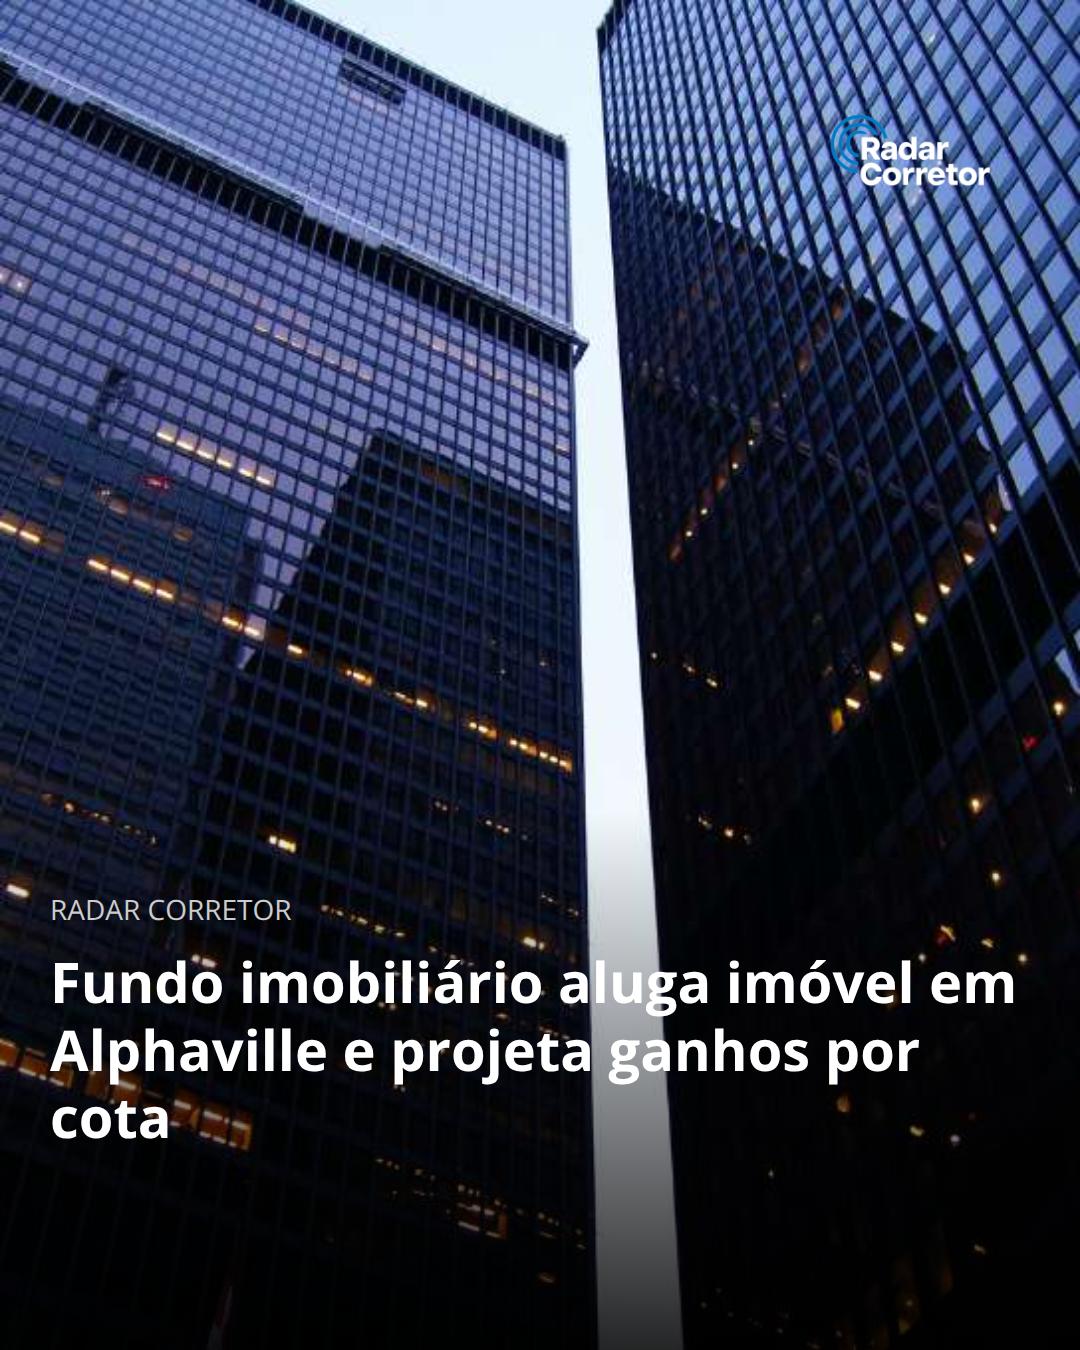 Radar
Corretor
RADAR CORRETOR
Fundo imobiliário aluga imóvel em
Alphaville e projeta ganhos por
cota